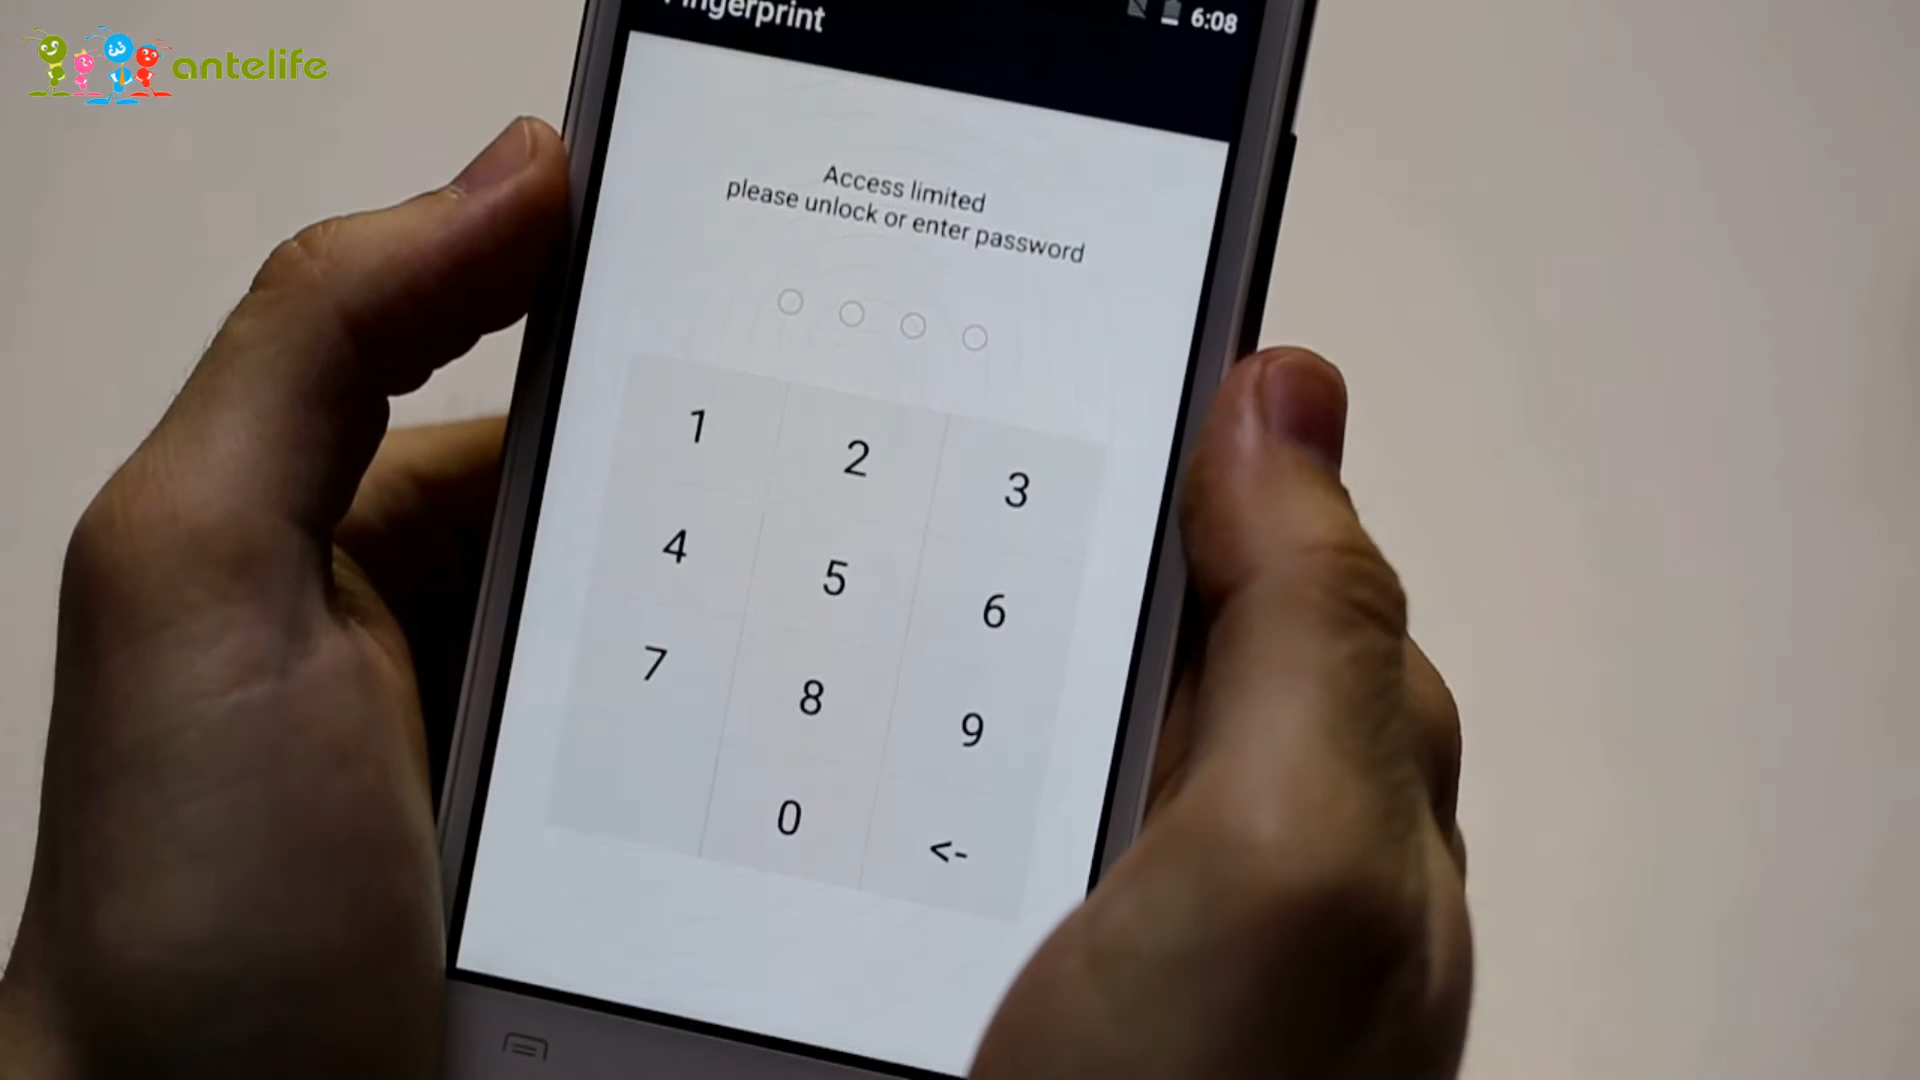 antelife
Fingerprint
6:08
Access limited
please unlock or enter password
1 2 3
4 5 6
7 8 9
0 <-